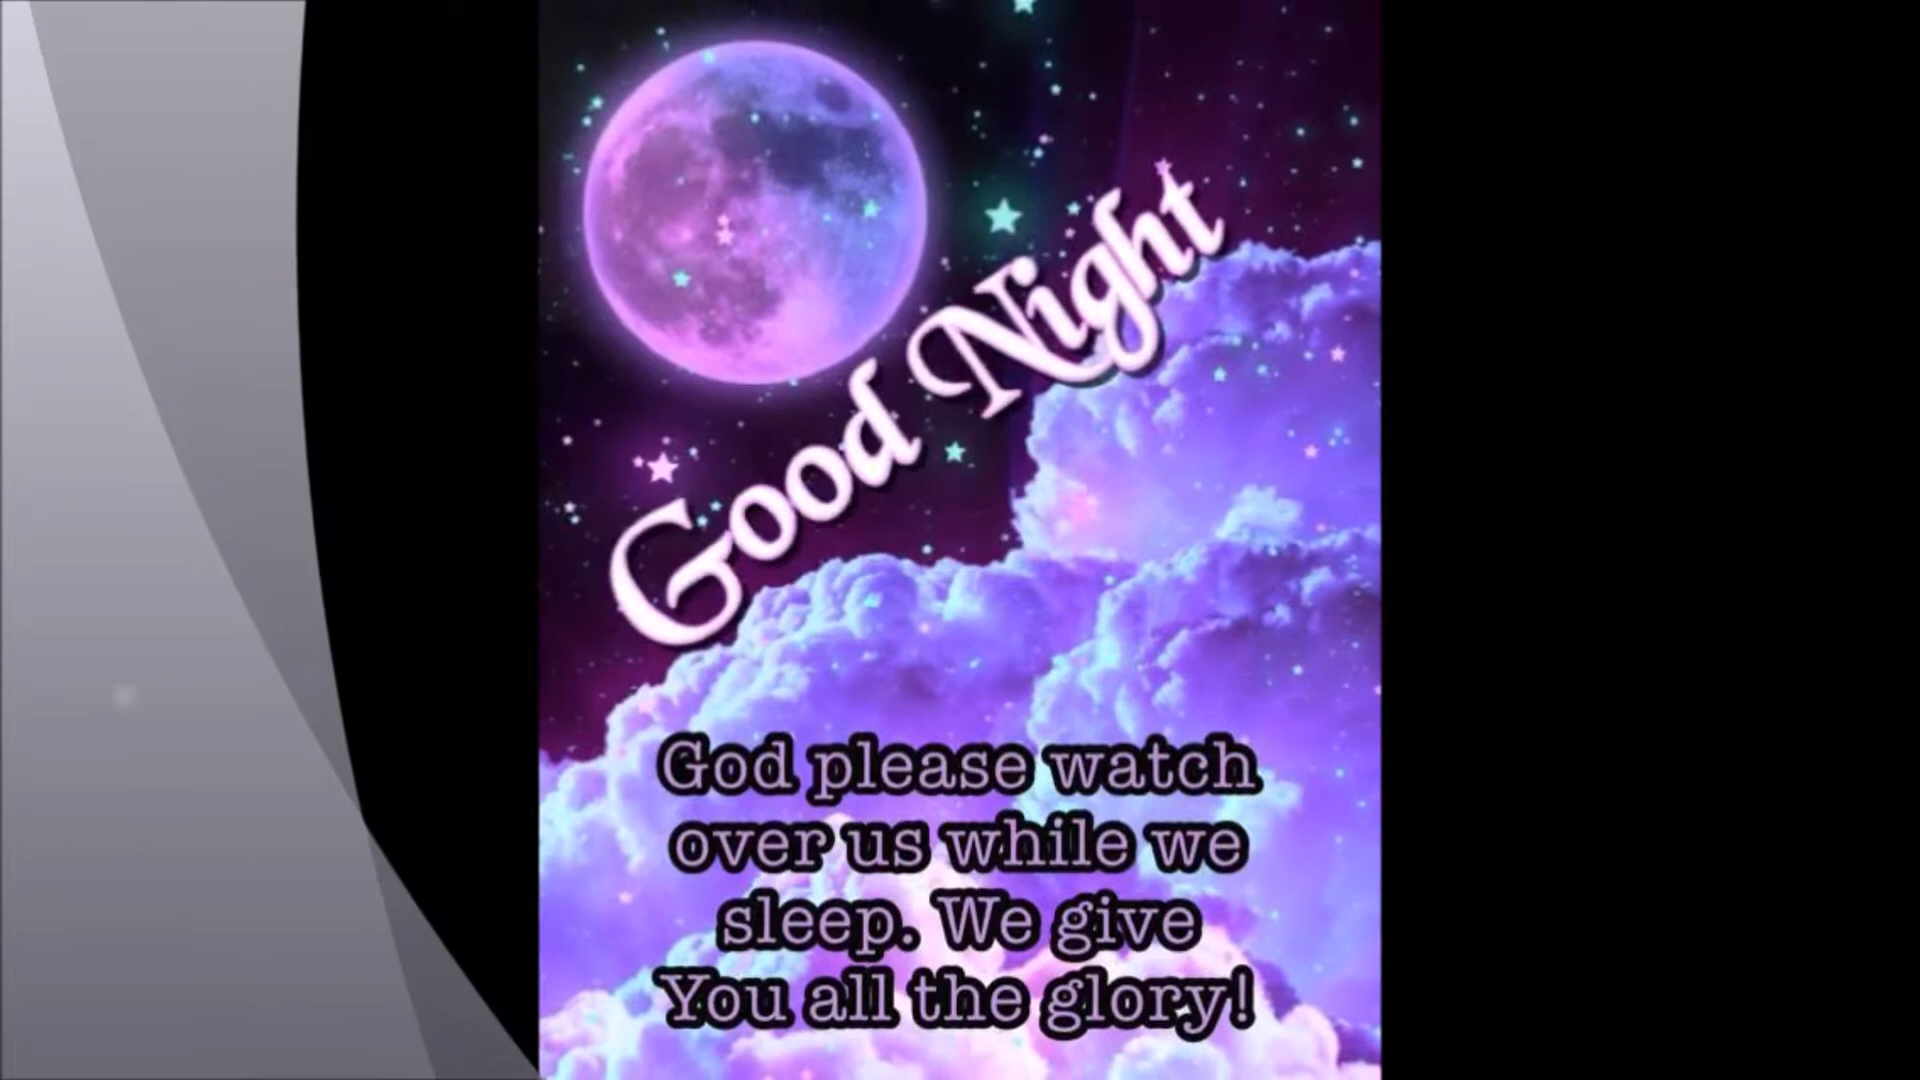 Good Night
God please watch
over us while we
sleep. We give
You all the glory!